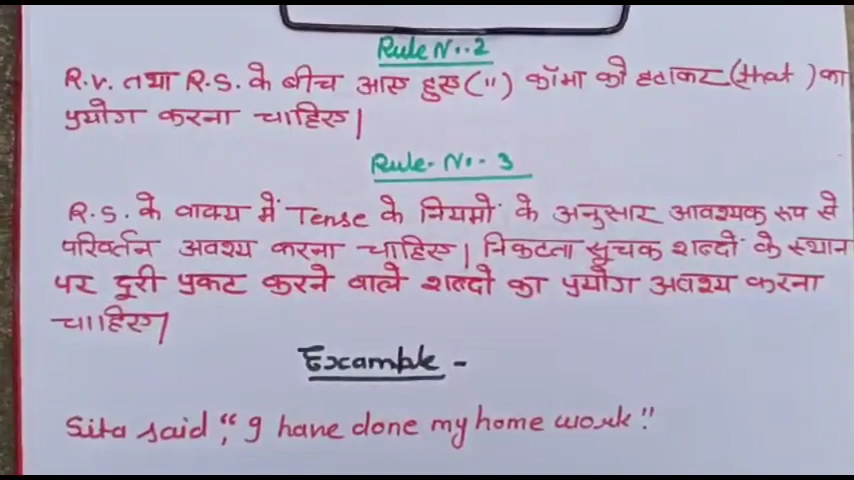 Rule No. 2
R.V. तथा R.S. के बीच आए हुए (") कॉमा को हटाकर (that) का
प्रयोग करना चाहिए।
Rule- No.- 3
R.S. के वाक्य में Tense के नियमों के अनुसार आवश्यक रूप से
परिवर्तन अवश्य करना चाहिए। निकटता सूचक शब्दों के स्थान
पर दूरी प्रकट करने वाले शब्दो का प्रयोग अवश्य करना
चाहिए।
Examble -
Sita said, "I have done my home work"